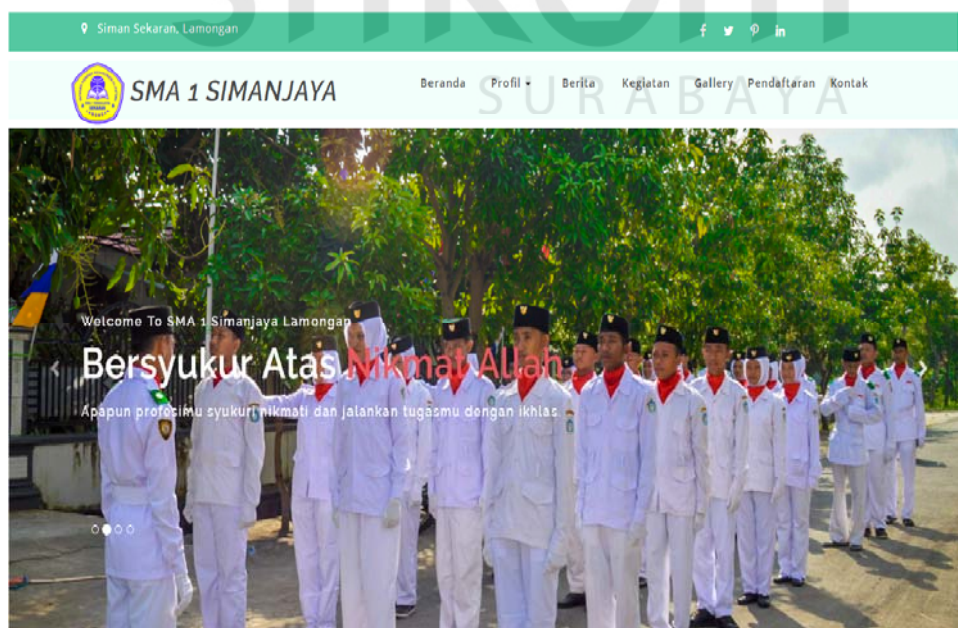 Siman Sekaran, Lamongan
SMA 1 SIMANJAYA
Beranda Profil Berita Kegiatan Gallery Pendaftaran Kontak
SURABAYA
Welcome To SMA 1 Simanjaya Lamongan
Bersyukur Atas Nikmat Allah
Apapun profesimu syukuri nikmati dan jalankan tugasmu dengan ikhlas